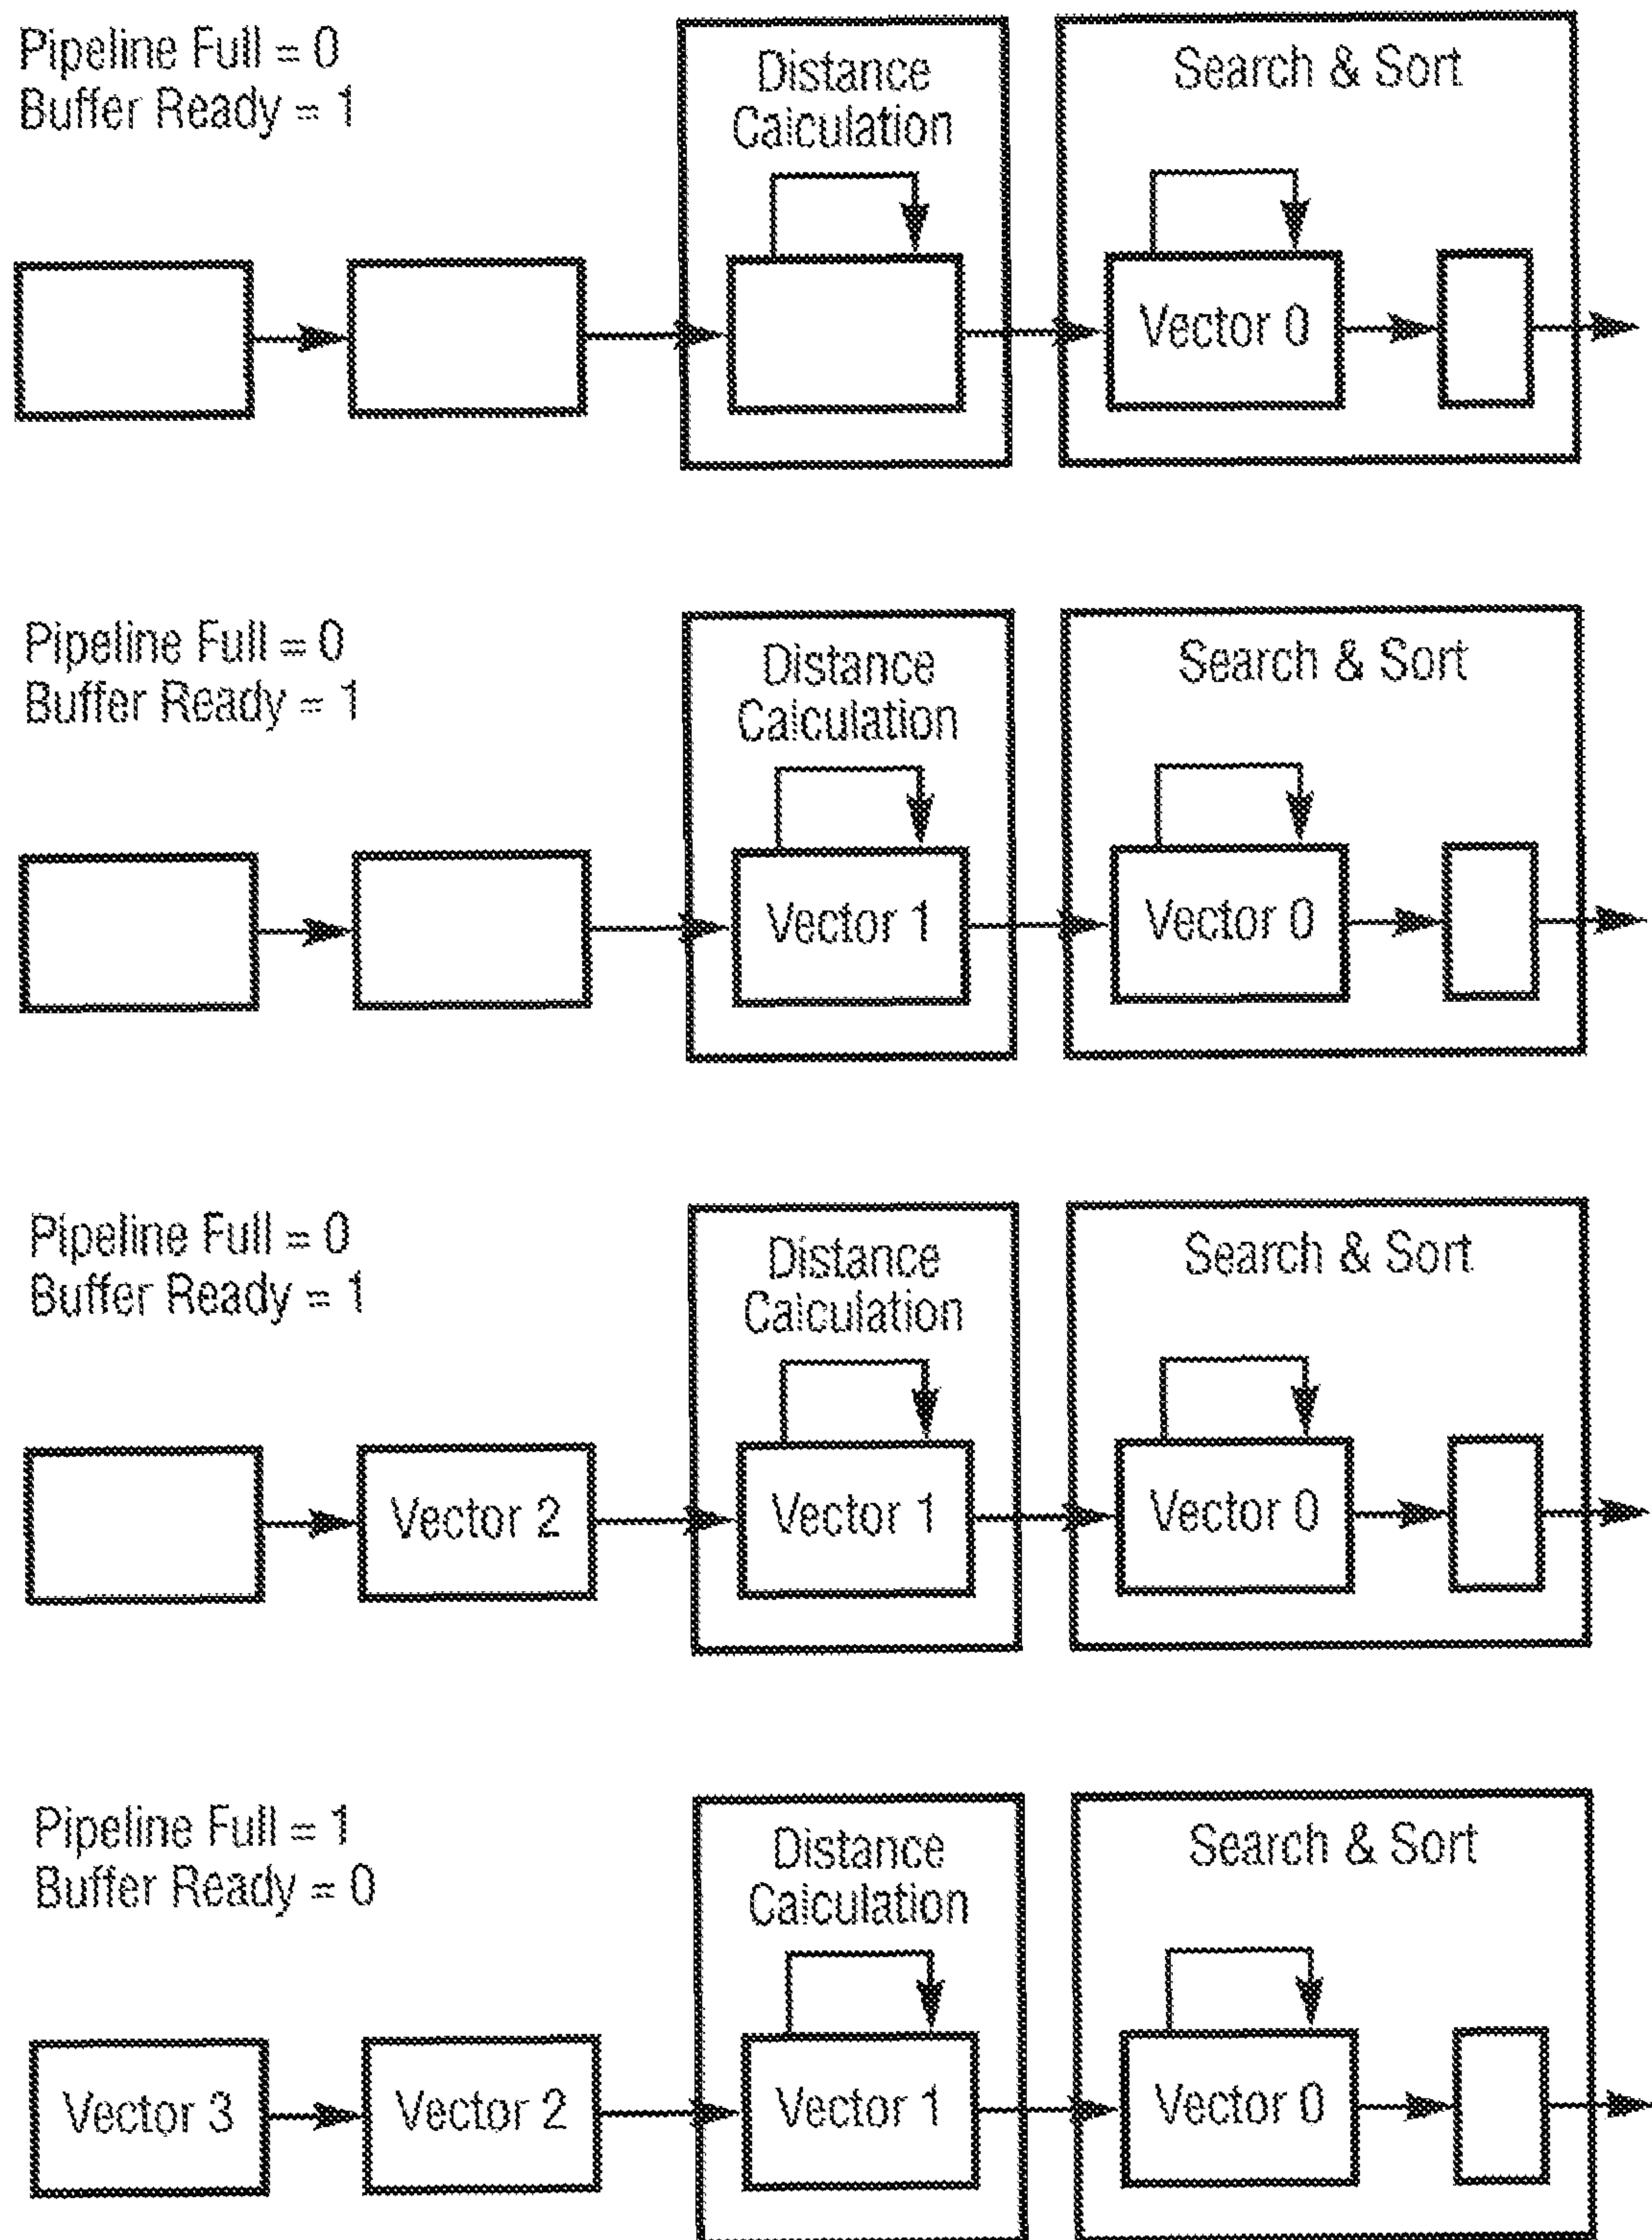 Pipeline Full = 0
Buffer Ready = 1
Distance
Calculation
Search & Sort
Vector 0
Pipeline Full = 0
Buffer Ready = 1
Distance
Calculation
Search & Sort
Vector 1
Vector 0
Pipeline Full = 0
Buffer Ready = 1
Distance
Calculation
Search & Sort
Vector 2
Vector 1
Vector 0
Pipeline Full = 1
Buffer Ready = 0
Distance
Calculation
Search & Sort
Vector 3
Vector 2
Vector 1
Vector 0